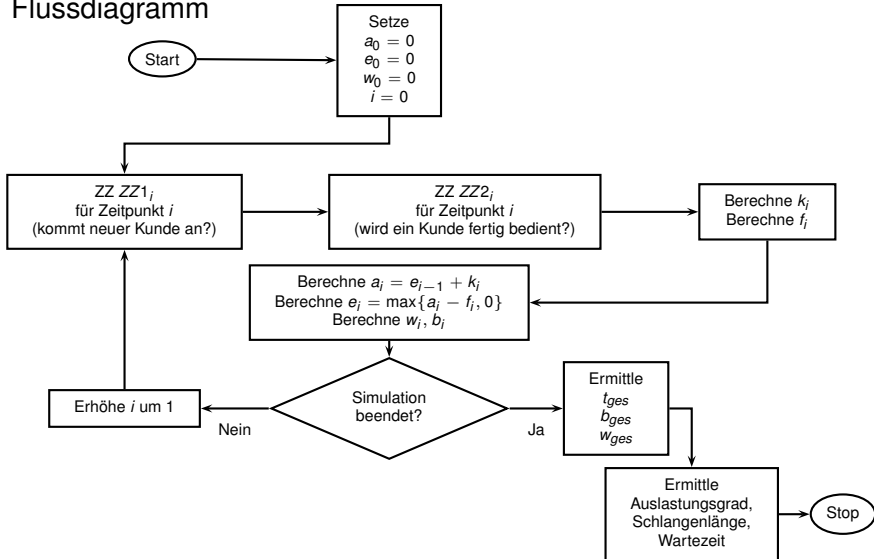 Flussdiagramm
Start
Setze
a₀ = 0
e₀ = 0
w₀ = 0
i = 0
ZZ ZZ1ᵢ
für Zeitpunkt i
(kommt neuer Kunde an?)
ZZ ZZ2ᵢ
für Zeitpunkt i
(wird ein Kunde fertig bedient?)
Berechne kᵢ
Berechne fᵢ
Berechne aᵢ = eᵢ₋₁ + kᵢ
Berechne eᵢ = max{aᵢ − fᵢ, 0}
Berechne wᵢ, bᵢ
Simulation
beendet?
Nein
Erhöhe i um 1
Ja
Ermittle
t_ges
b_ges
w_ges
Ermittle
Auslastungsgrad,
Schlangenlänge,
Wartezeit
Stop